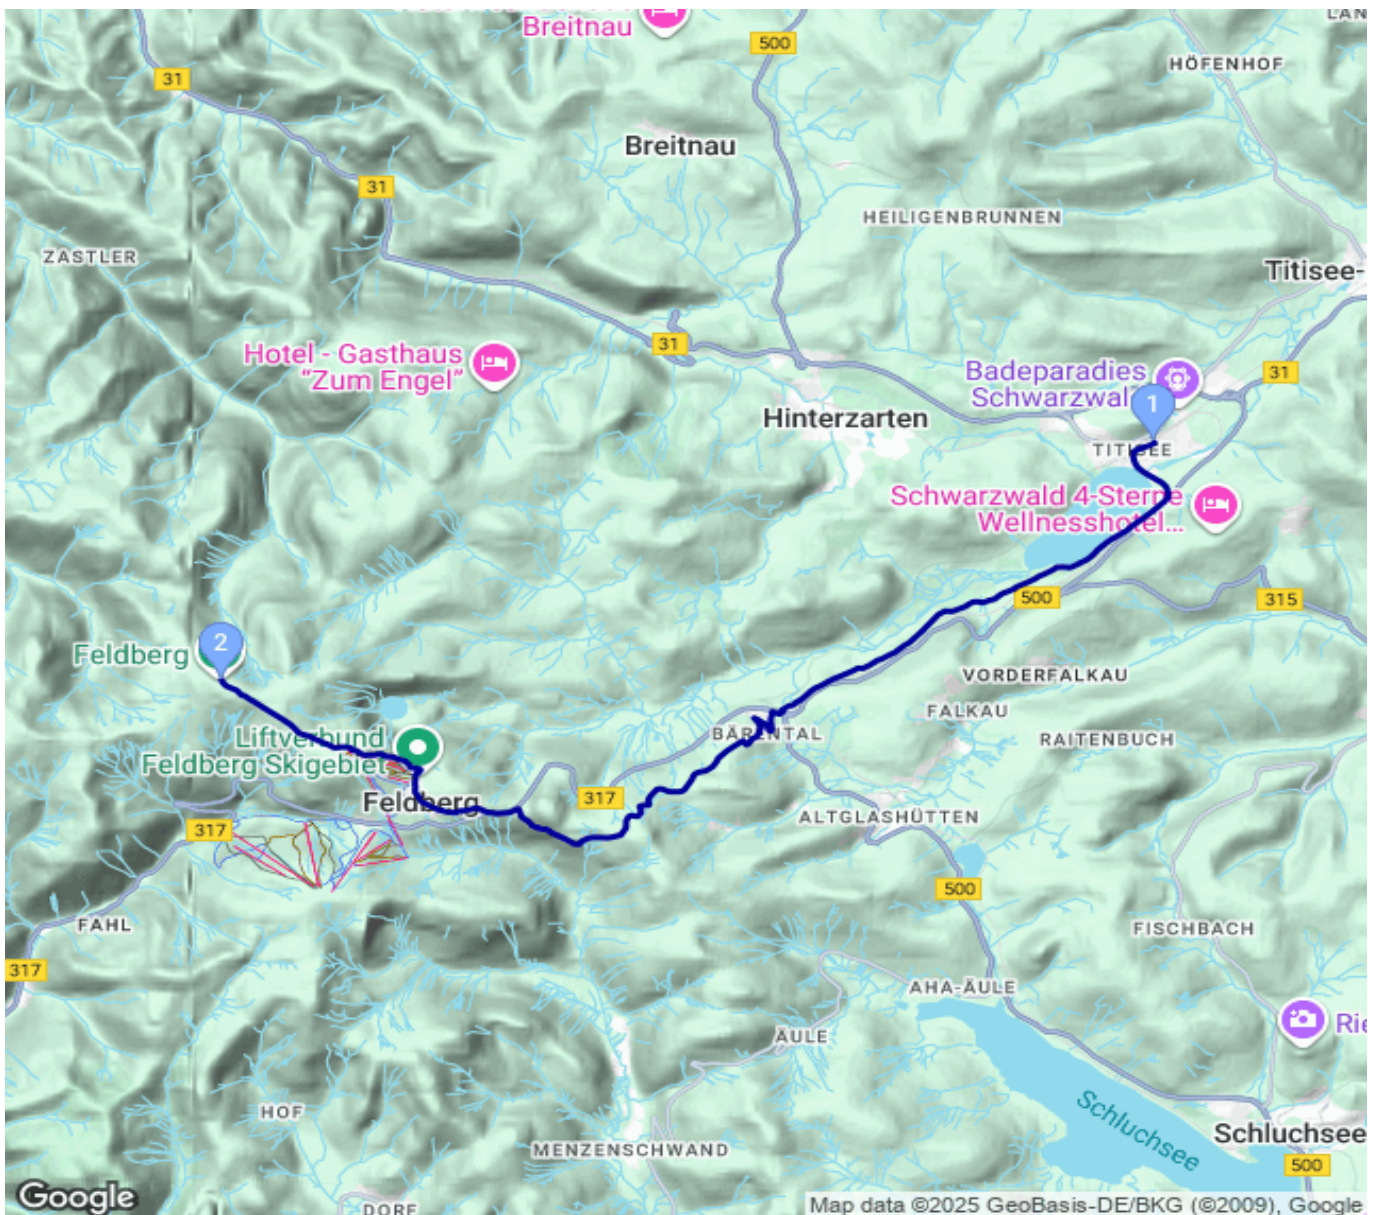 Breitnau
LAN
500
HÖFENHOF
31
Breitnau
31
HEILIGENBRUNNEN
ZASTLER
Titisee-
31
Hotel - Gasthaus
"Zum Engel"
Badeparadies
Schwarzwal
31
1
Hinterzarten
TITISEE
Schwarzwald 4-Sterne
Wellnesshotel...
500
315
2
Feldberg
VORDERFALKAU
FALKAU
BÄRENTAL
RAITENBUCH
Liftverbund
Feldberg Skigebiet
Feldberg
317
317
ALTGLASHÜTTEN
500
FAHL
FISCHBACH
317
AHA-ÄULE
Rie
ÄULE
HOF
Schluchsee
Schluchsee
MENZENSCHWAND
500
Google
DORF
Map data ©2025 GeoBasis-DE/BKG (©2009), Google